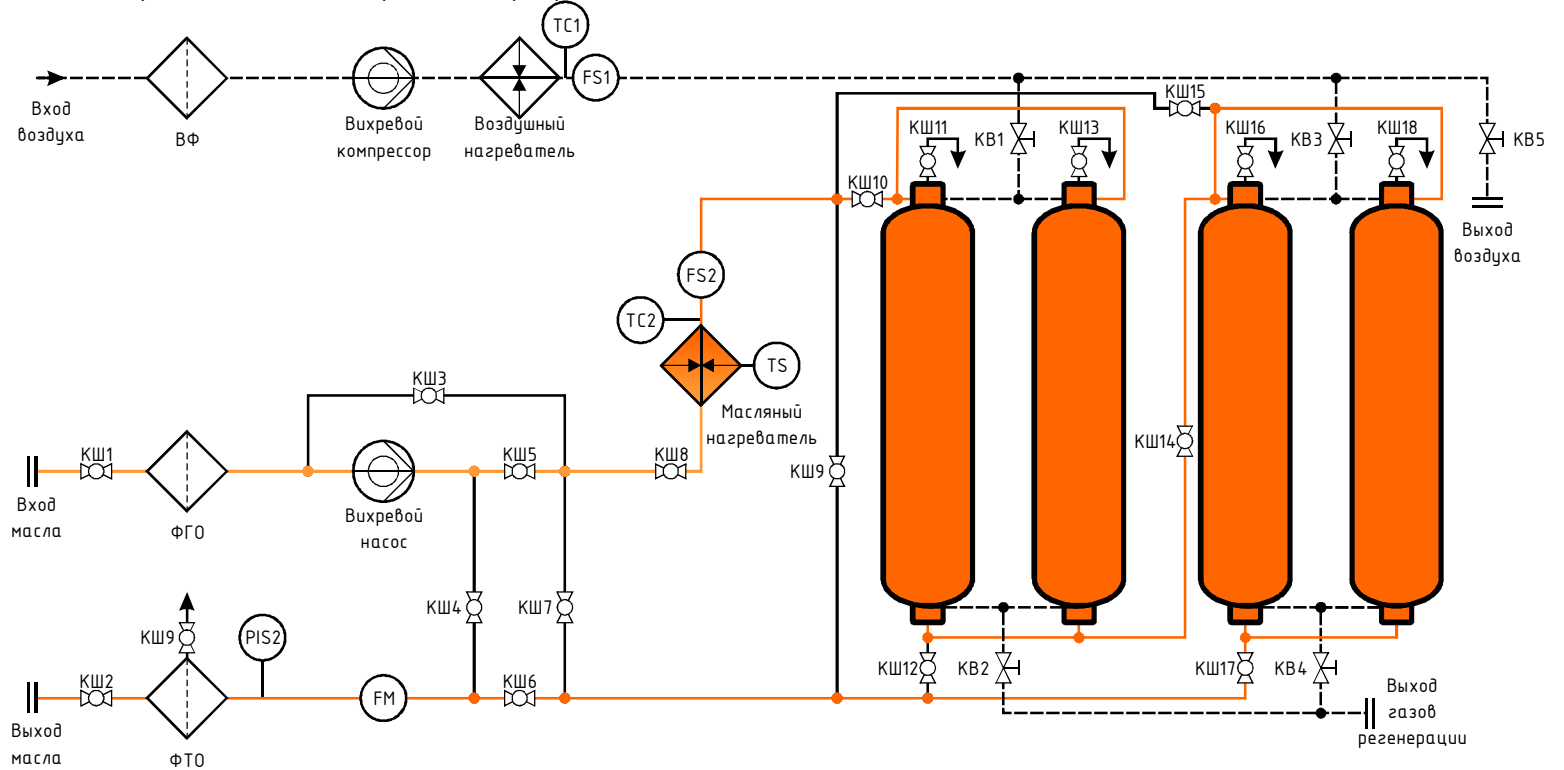 TC1
FS1
Вход
воздуха
ВФ
Вихревой
компрессор
Воздушный
нагреватель
КШ15
КШ11
КВ1
КШ13
КШ16
КВ3
КШ18
КВ5
КШ10
Выход
воздуха
FS2
TC2
TS
Масляный
нагреватель
КШ3
КШ1
КШ5
КШ8
КШ9
КШ14
Вход
масла
ФГО
Вихревой
насос
КШ4
КШ7
КШ9
PIS2
КШ2
FM
КШ6
КШ12
КВ2
КШ17
КВ4
Выход
газов
регенерации
Выход
масла
ФТО